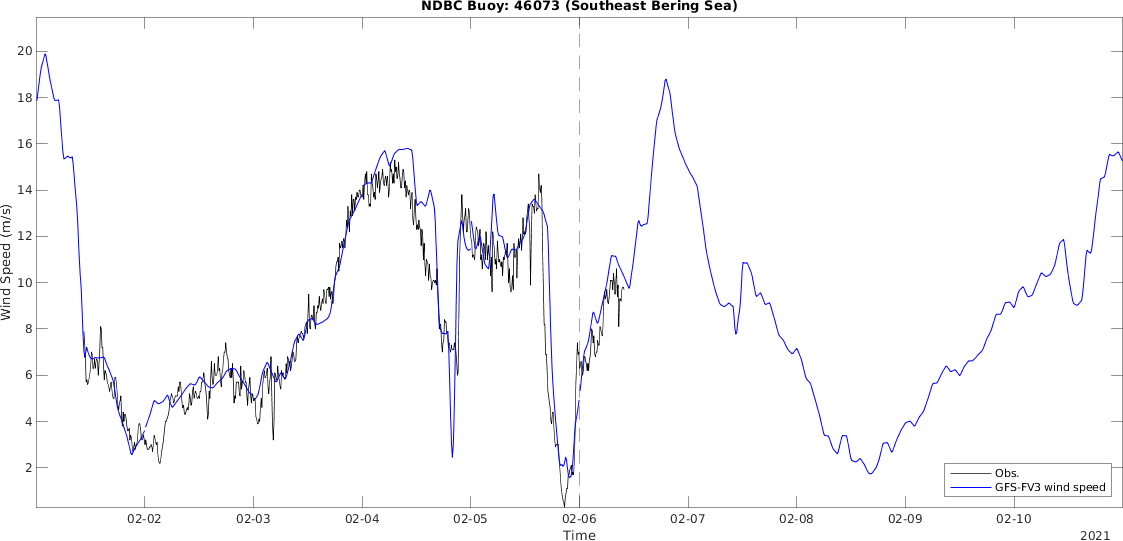 NDBC Buoy: 46073 (Southeast Bering Sea)
Wind Speed (m/s)
20
18
16
14
12
10
8
6
4
2
Obs.
GFS-FV3 wind speed
02-02 02-03 02-04 02-05 02-06 02-07 02-08 02-09 02-10
Time
2021